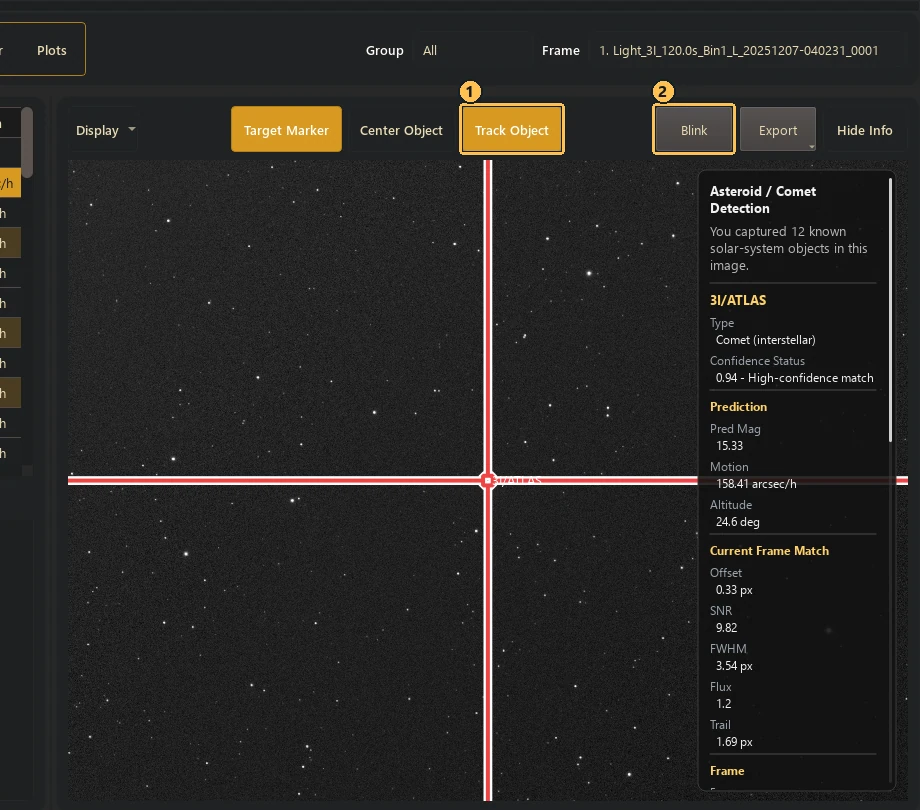 Plots
Group
All
Frame
1. Light_3I_120.0s_Bin1_L_20251207-040231_0001
1
2
Display
Target Marker
Center Object
Track Object
Blink
Export
Hide Info
/h
h
h
h
h
h
h
h
h
h
Asteroid / Comet
Detection
You captured 12 known
solar-system objects in this
image.
3I/ATLAS
Type
Comet (interstellar)
Confidence Status
0.94 - High-confidence match
Prediction
Pred Mag
15.33
Motion
158.41 arcsec/h
Altitude
24.6 deg
Current Frame Match
Offset
0.33 px
SNR
9.82
FWHM
3.54 px
Flux
1.2
Trail
1.69 px
Frame
3I/ATLAS